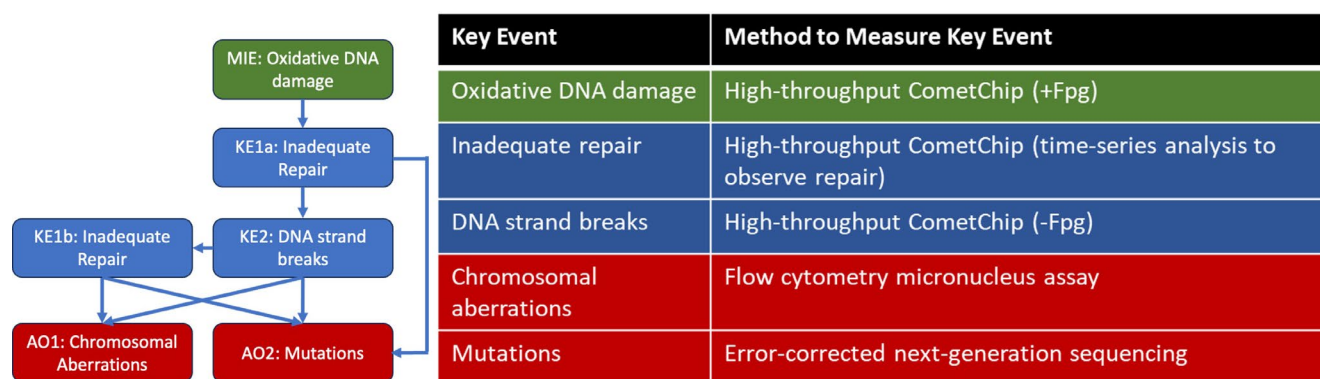 MIE: Oxidative DNA
damage
KE1a: Inadequate
Repair
KE1b: Inadequate
Repair
KE2: DNA strand
breaks
AO1: Chromosomal
Aberrations
AO2: Mutations
Key Event
Method to Measure Key Event
Oxidative DNA damage
High-throughput CometChip (+Fpg)
Inadequate repair
High-throughput CometChip (time-series analysis to
observe repair)
DNA strand breaks
High-throughput CometChip (-Fpg)
Chromosomal
aberrations
Flow cytometry micronucleus assay
Mutations
Error-corrected next-generation sequencing